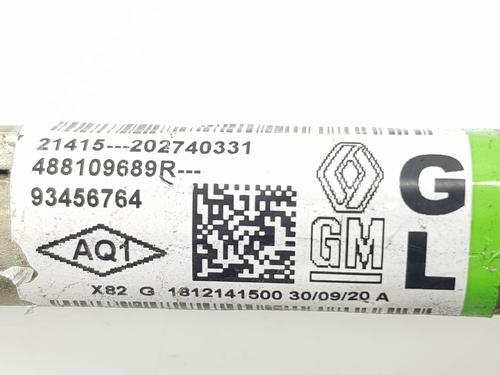 21415---202740331
488109689R---
93456764
AQ1
GM
G
L
X82 G 1812141500 30/09/20 A